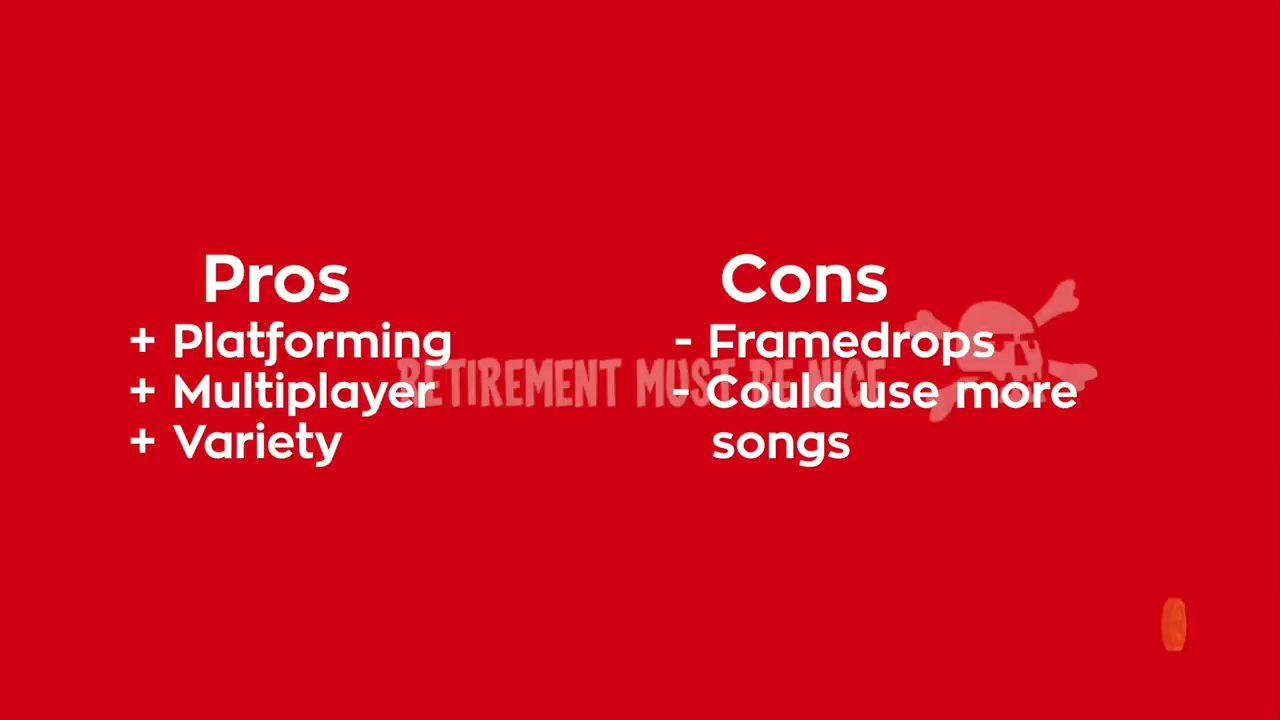 Pros
+ Platforming
+ Multiplayer
+ Variety
Cons
- Framedrops
- Could use more
songs
RETIREMENT MUST BE NICE